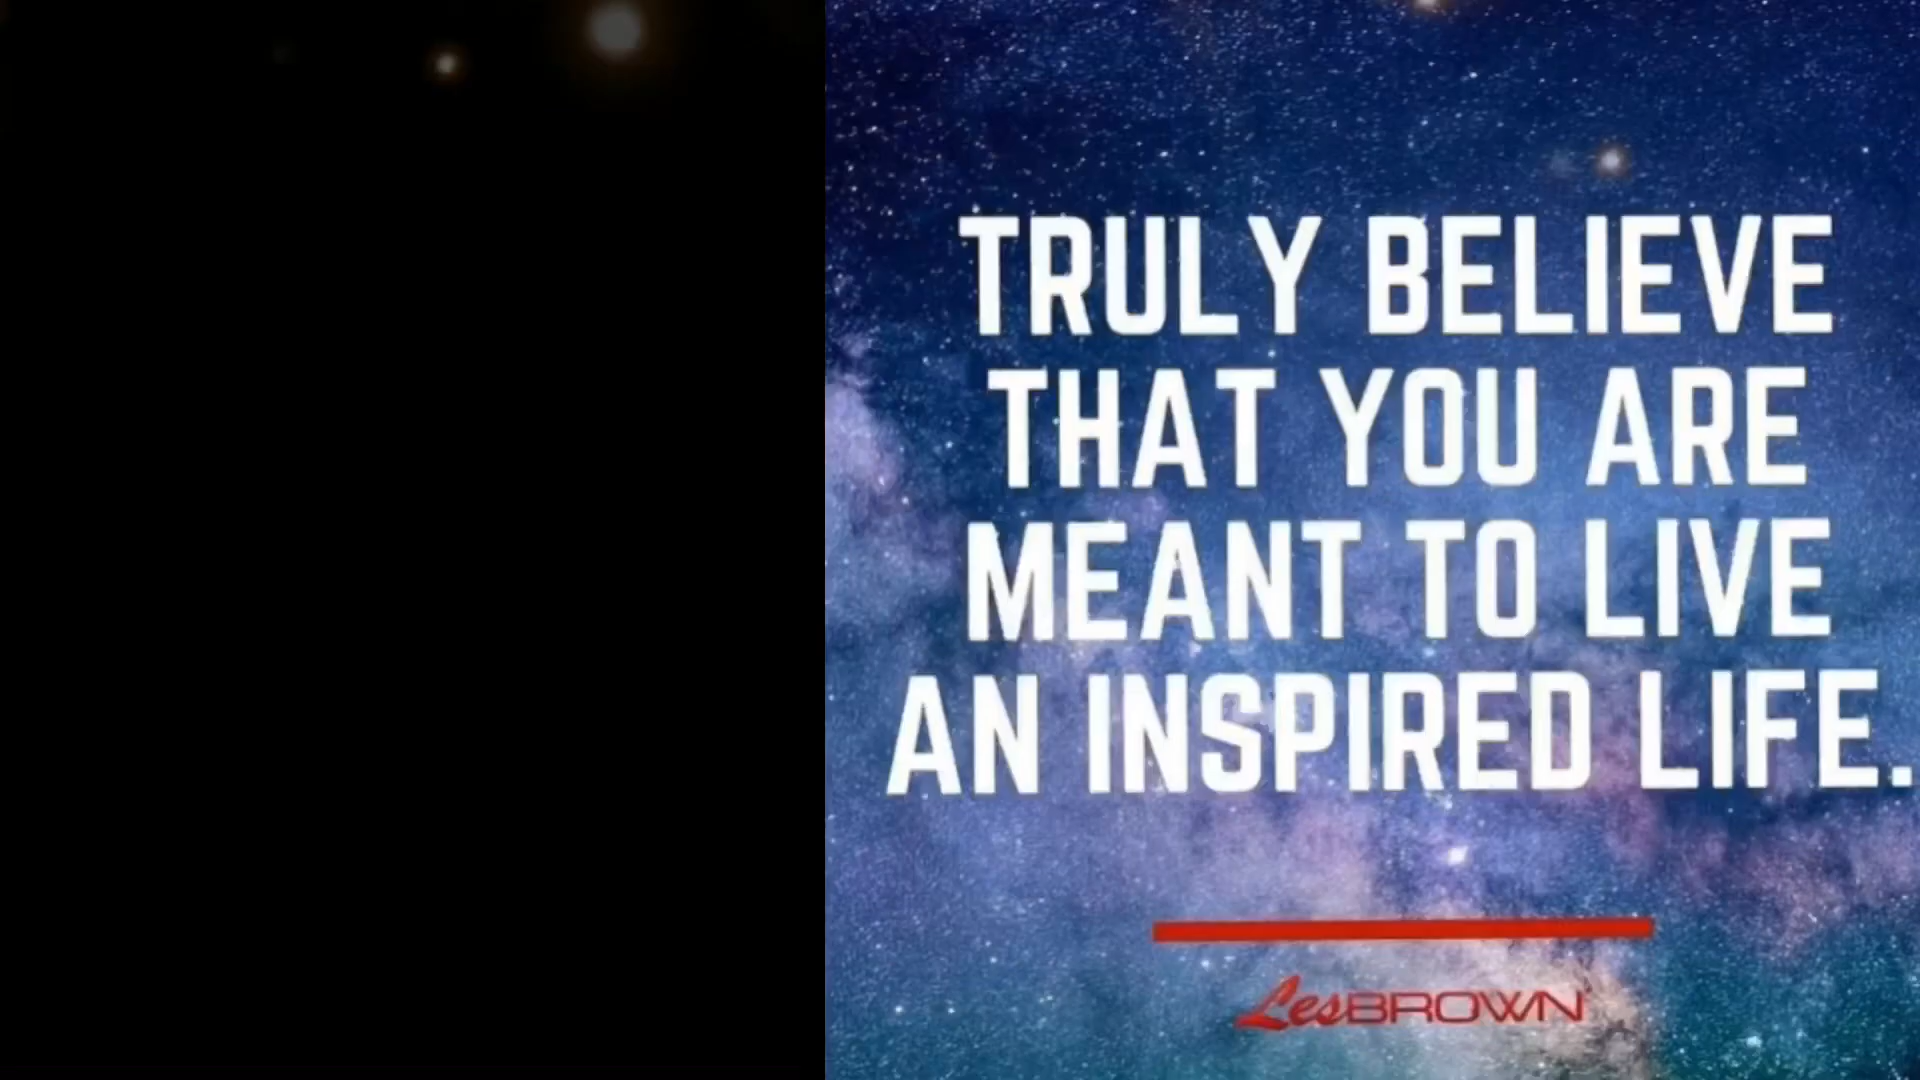 TRULY BELIEVE
THAT YOU ARE
MEANT TO LIVE
AN INSPIRED LIFE.
LesBROWN